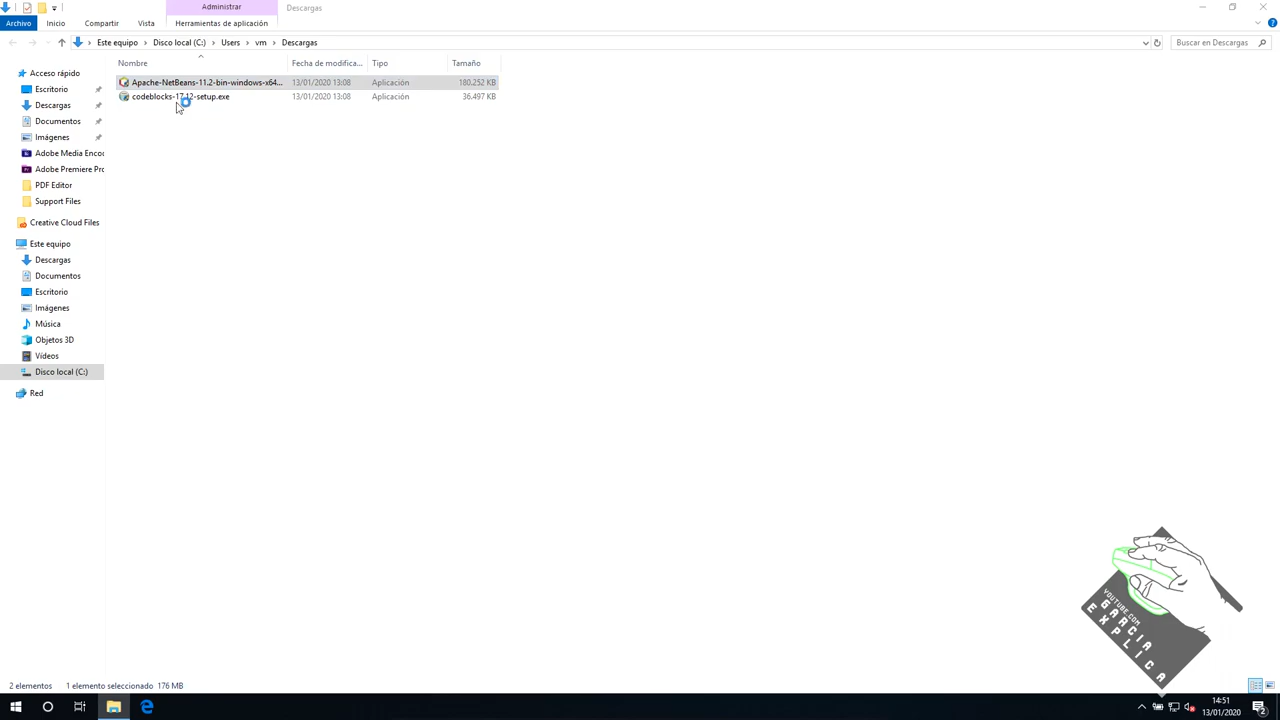 Administrar
Descargas
Archivo
Inicio
Compartir
Vista
Herramientas de aplicación
Este equipo
Disco local (C:)
Users
vm
Descargas
Buscar en Descargas
Nombre
Fecha de modifica...
Tipo
Tamaño
Apache-NetBeans-11.2-bin-windows-x64...
13/01/2020 13:08
Aplicación
180.252 KB
codeblocks-17.12-setup.exe
13/01/2020 13:08
Aplicación
36.497 KB
Acceso rápido
Escritorio
Descargas
Documentos
Imágenes
Adobe Media Enco
Adobe Premiere Pro
PDF Editor
Support Files
Creative Cloud Files
Este equipo
Descargas
Documentos
Escritorio
Imágenes
Música
Objetos 3D
Vídeos
Disco local (C:)
Red
YOUTUBE.COM
GARCIA
EXPLICA
2 elementos
1 elemento seleccionado
176 MB
14:51
13/01/2020
2